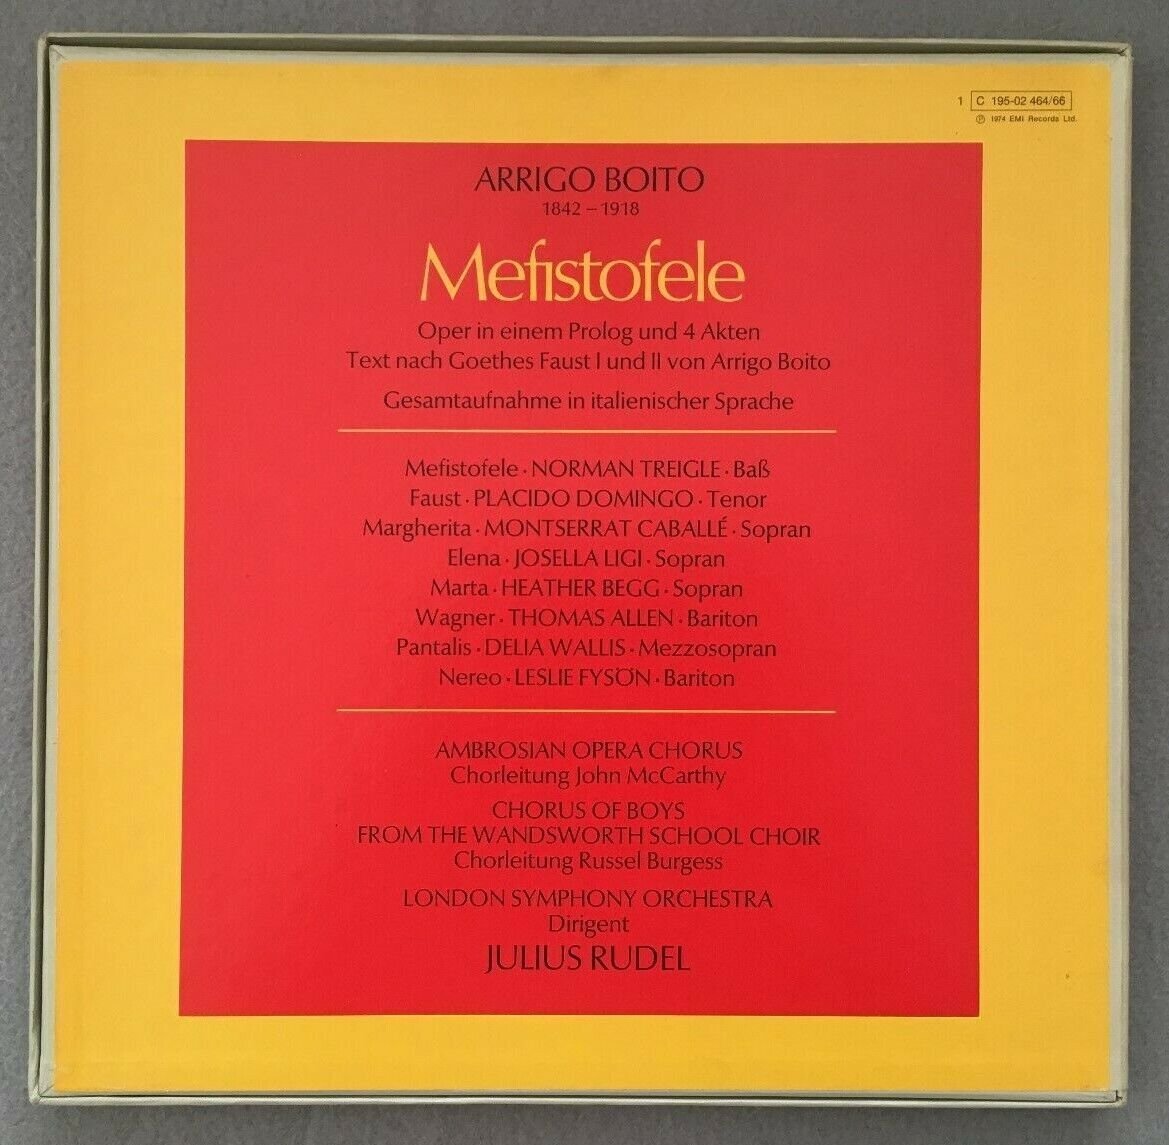 1 C 195-02 464/66
℗ 1974 EMI Records Ltd.
ARRIGO BOITO
1842 – 1918
Mefistofele
Oper in einem Prolog und 4 Akten
Text nach Goethes Faust I und II von Arrigo Boito
Gesamtaufnahme in italienischer Sprache
Mefistofele · NORMAN TREIGLE · Baß
Faust · PLACIDO DOMINGO · Tenor
Margherita · MONTSERRAT CABALLÉ · Sopran
Elena · JOSELLA LIGI · Sopran
Marta · HEATHER BEGG · Sopran
Wagner · THOMAS ALLEN · Bariton
Pantalis · DELIA WALLIS · Mezzosopran
Nereo · LESLIE FYSÖN · Bariton
AMBROSIAN OPERA CHORUS
Chorleitung John McCarthy
CHORUS OF BOYS
FROM THE WANDSWORTH SCHOOL CHOIR
Chorleitung Russel Burgess
LONDON SYMPHONY ORCHESTRA
Dirigent
JULIUS RUDEL